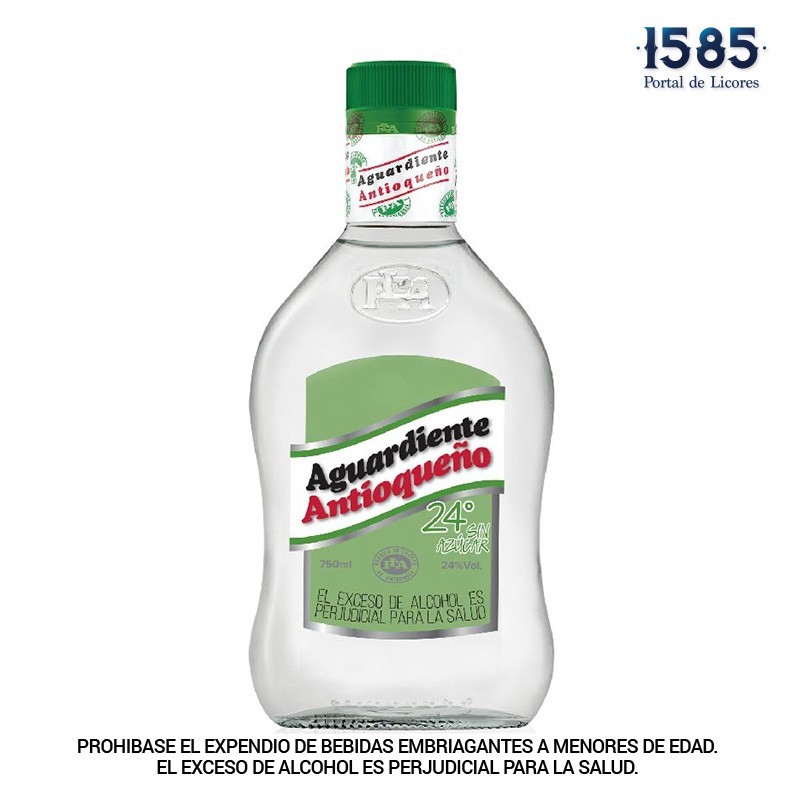 1585
Portal de Licores
Aguardiente
Antioqueño
FLA
Aguardiente
Antioqueño
24°
SIN
AZÚCAR
750ml
FLA
24%Vol.
EL EXCESO DE ALCOHOL ES
PERJUDICIAL PARA LA SALUD
PROHIBASE EL EXPENDIO DE BEBIDAS EMBRIAGANTES A MENORES DE EDAD.
EL EXCESO DE ALCOHOL ES PERJUDICIAL PARA LA SALUD.